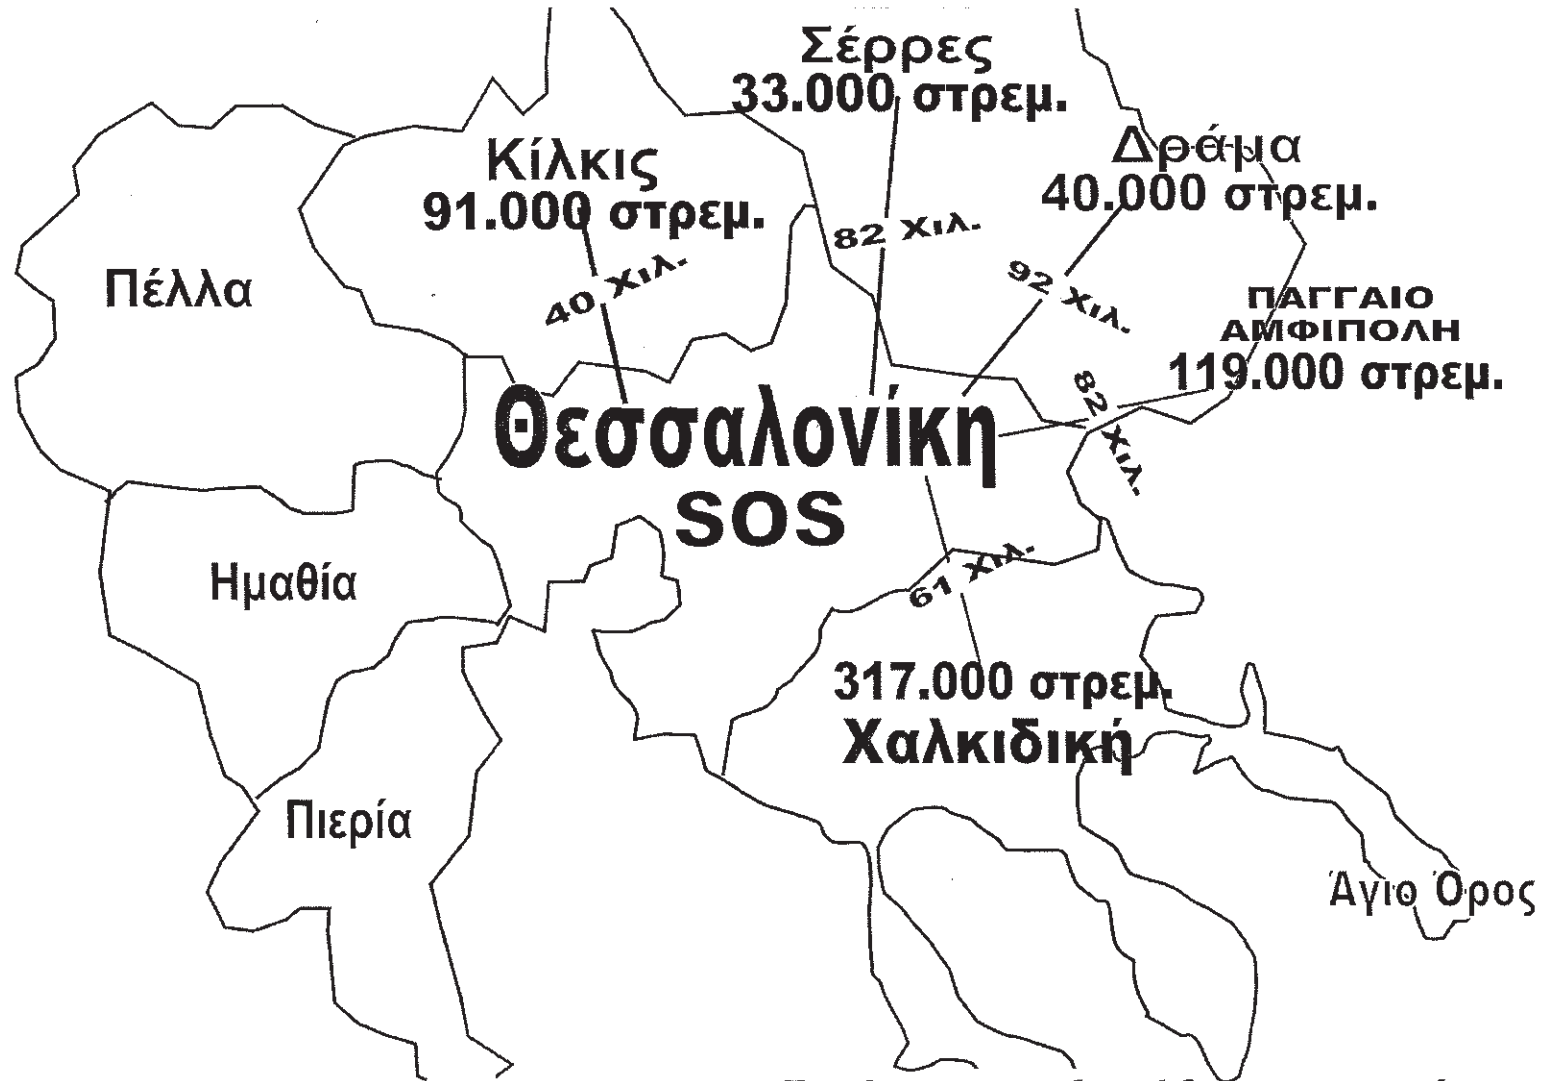 Σέρρες
33.000 στρεμ.
Δράμα
40.000 στρεμ.
Κίλκις
91.000 στρεμ.
82 Χιλ.
92 Χιλ.
40 Χιλ.
Πέλλα
ΠΑΓΓΑΙΟ
ΑΜΦΙΠΟΛΗ
119.000 στρεμ.
82 Χιλ.
Θεσσαλονίκη
SOS
61 Χιλ.
Ημαθία
317.000 στρεμ.
Χαλκιδική
Πιερία
Άγιο Όρος